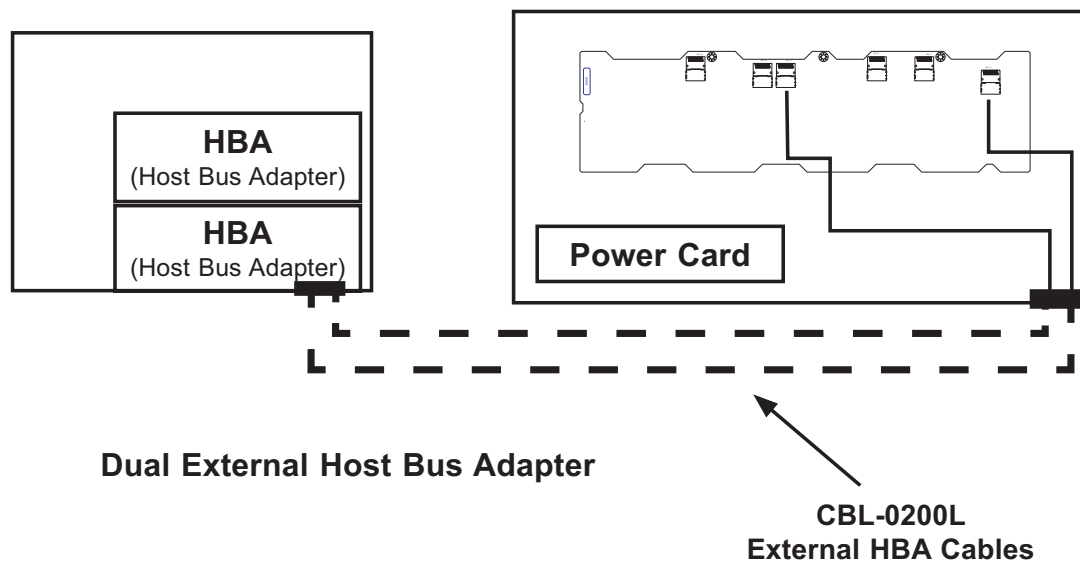 HBA
(Host Bus Adapter)
HBA
(Host Bus Adapter)
Power Card
Dual External Host Bus Adapter
CBL-0200L
External HBA Cables